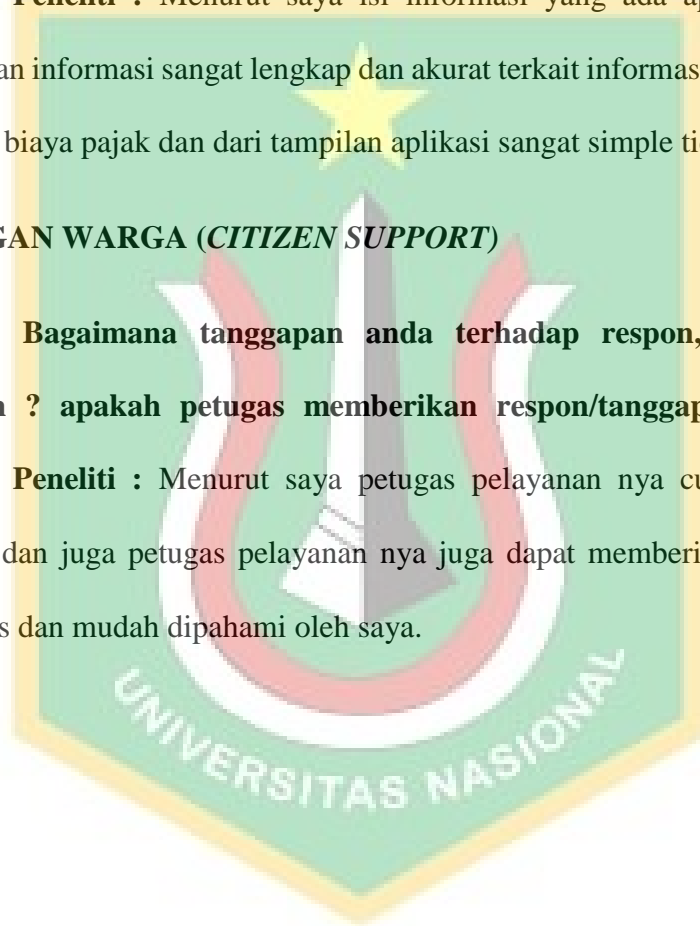 Peneliti : Menurut saya isi informasi yang ada
an informasi sangat lengkap dan akurat terkait informas
biaya pajak dan dari tampilan aplikasi sangat simple ti
GAN WARGA (CITIZEN SUPPORT)
Bagaimana tanggapan anda terhadap respon,
? apakah petugas memberikan respon/tanggap
Peneliti : Menurut saya petugas pelayanan nya cu
dan juga petugas pelayanan nya juga dapat memberi
s dan mudah dipahami oleh saya.
UNIVERSITAS NASIONAL